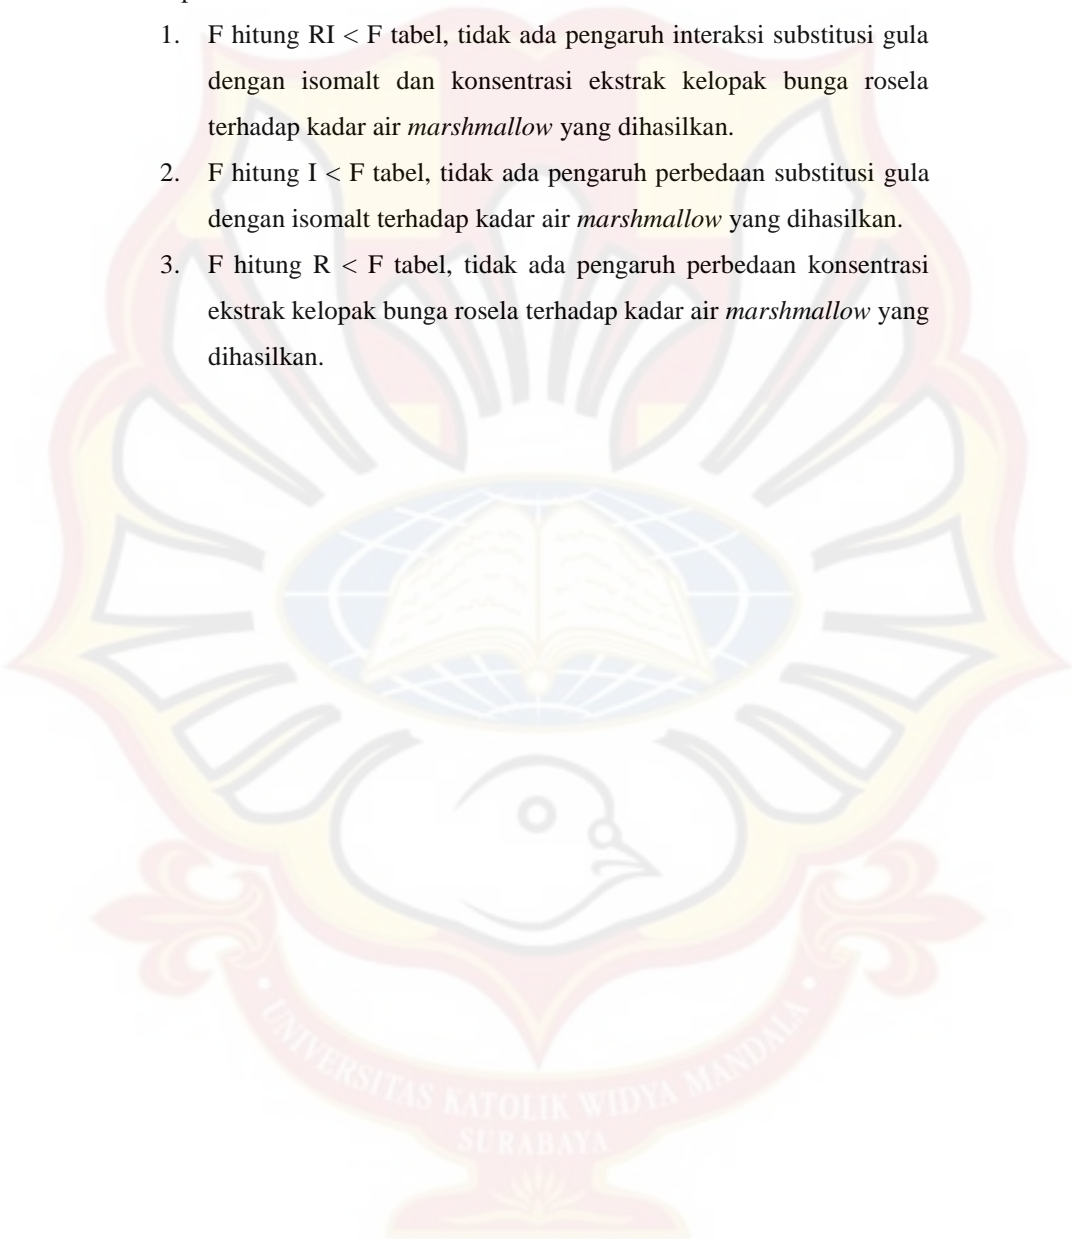 1. F hitung RI < F tabel, tidak ada pengaruh interaksi substitusi gula
dengan isomalt dan konsentrasi ekstrak kelopak bunga rosela
terhadap kadar air marshmallow yang dihasilkan.
2. F hitung I < F tabel, tidak ada pengaruh perbedaan substitusi gula
dengan isomalt terhadap kadar air marshmallow yang dihasilkan.
3. F hitung R < F tabel, tidak ada pengaruh perbedaan konsentrasi
ekstrak kelopak bunga rosela terhadap kadar air marshmallow yang
dihasilkan.
• UNIVERSITAS KATOLIK WIDYA MANDALA •
SURABAYA